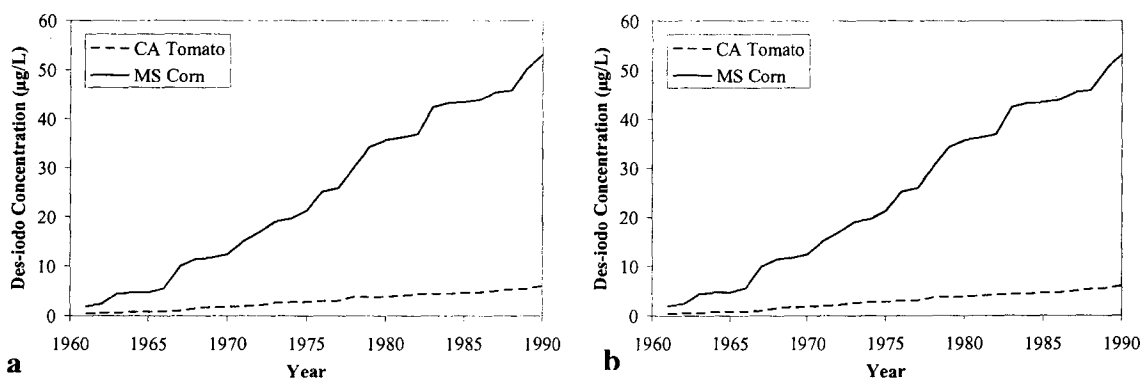 60
50
40
30
20
10
0
Des-iodo Concentration (µg/L)
CA Tomato
MS Corn
1960 1965 1970 1975 1980 1985 1990
Year
a
60
50
40
30
20
10
0
Des-iodo Concentration (µg/L)
CA Tomato
MS Corn
1960 1965 1970 1975 1980 1985 1990
Year
b